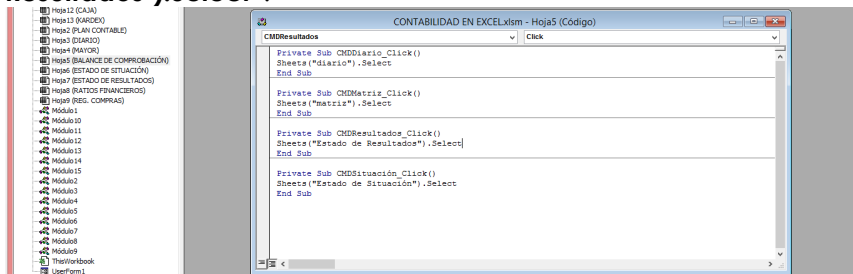 Hoja12 (CAJA)
Hoja13 (KARDEX)
Hoja2 (PLAN CONTABLE)
Hoja3 (DIARIO)
Hoja4 (MAYOR)
Hoja5 (BALANCE DE COMPROBACIÓN)
Hoja6 (ESTADO DE SITUACIÓN)
Hoja7 (ESTADO DE RESULTADOS)
Hoja8 (RATIOS FINANCIEROS)
Hoja9 (REG. COMPRAS)
Módulo1
Módulo10
Módulo11
Módulo12
Módulo13
Módulo14
Módulo15
Módulo2
Módulo3
Módulo4
Módulo5
Módulo6
Módulo7
Módulo8
Módulo9
ThisWorkbook
UserForm1
CONTABILIDAD EN EXCEL.xlsm - Hoja5 (Código)
CMDResultados
Click
Private Sub CMDDiario_Click()
Sheets("diario").Select
End Sub
Private Sub CMDMatriz_Click()
Sheets("matriz").Select
End Sub
Private Sub CMDResultados_Click()
Sheets("Estado de Resultados").Select
End Sub
Private Sub CMDSituación_Click()
Sheets("Estado de Situación").Select
End Sub